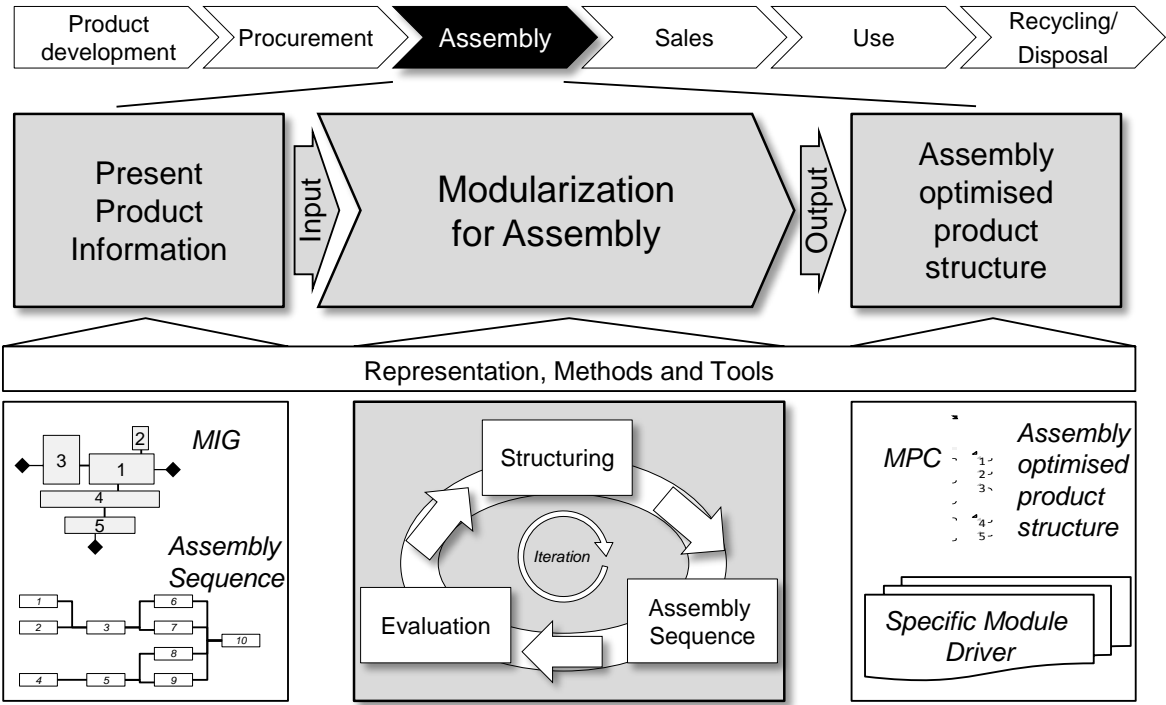 Product
development
Procurement
Assembly
Sales
Use
Recycling/
Disposal
Present
Product
Information
Input
Modularization
for Assembly
Output
Assembly
optimised
product
structure
Representation, Methods and Tools
MIG
2
3
1
4
5
Assembly
Sequence
1
6
2
3
7
10
8
4
5
9
Structuring
Iteration
Evaluation
Assembly
Sequence
MPC
1
2
3
4
5
Assembly
optimised
product
structure
Specific Module
Driver